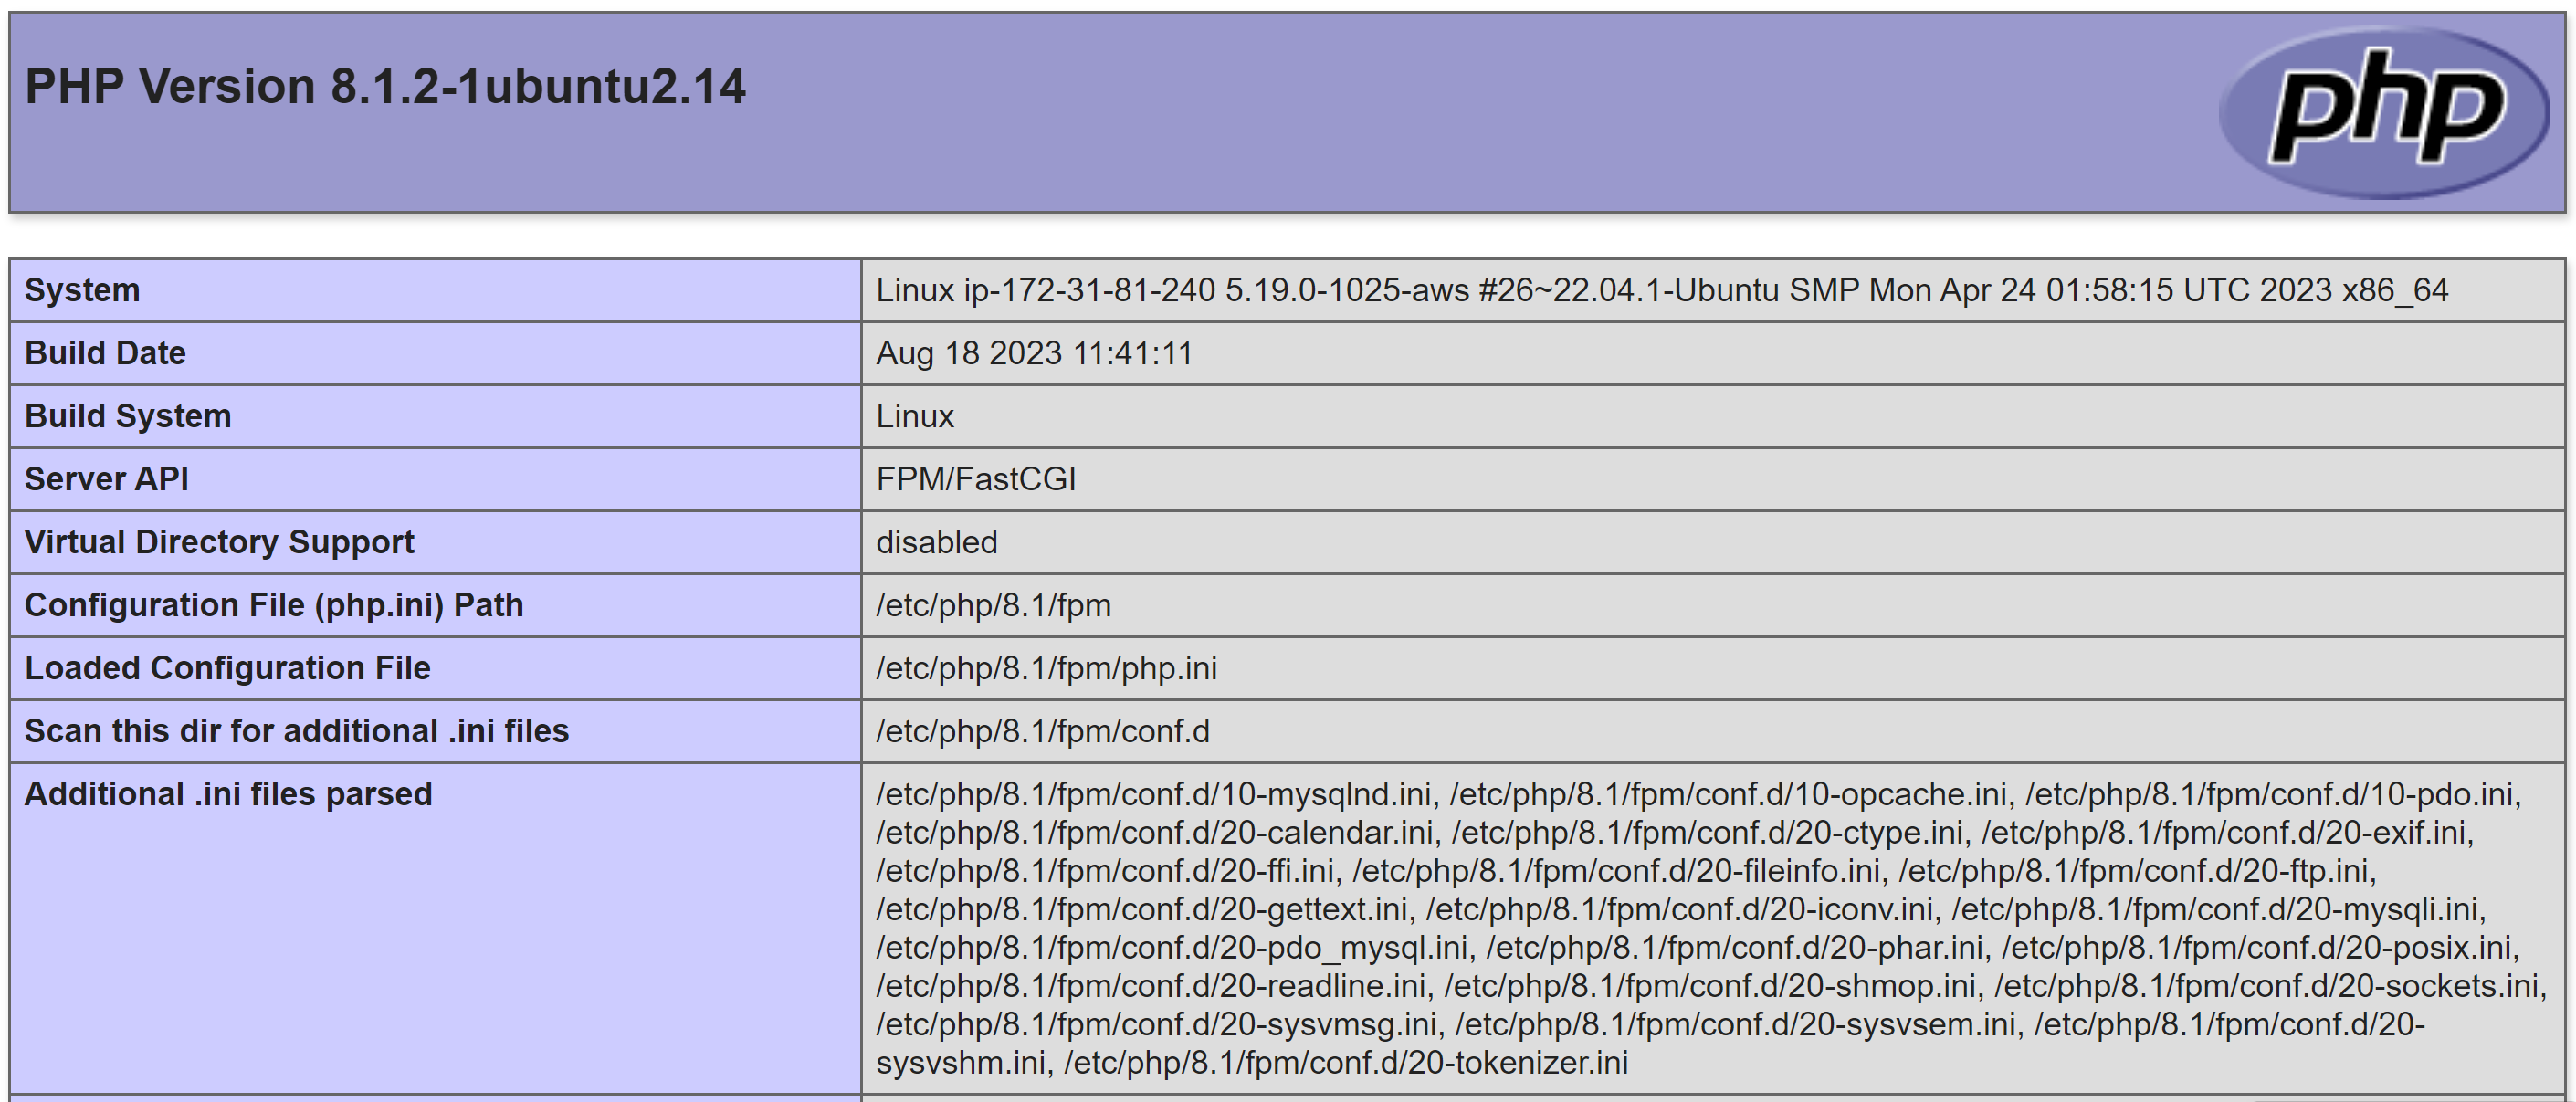 PHP Version 8.1.2-1ubuntu2.14
php
System Linux ip-172-31-81-240 5.19.0-1025-aws #26~22.04.1-Ubuntu SMP Mon Apr 24 01:58:15 UTC 2023 x86_64
Build Date Aug 18 2023 11:41:11
Build System Linux
Server API FPM/FastCGI
Virtual Directory Support disabled
Configuration File (php.ini) Path /etc/php/8.1/fpm
Loaded Configuration File /etc/php/8.1/fpm/php.ini
Scan this dir for additional .ini files /etc/php/8.1/fpm/conf.d
Additional .ini files parsed /etc/php/8.1/fpm/conf.d/10-mysqlnd.ini, /etc/php/8.1/fpm/conf.d/10-opcache.ini, /etc/php/8.1/fpm/conf.d/10-pdo.ini,
/etc/php/8.1/fpm/conf.d/20-calendar.ini, /etc/php/8.1/fpm/conf.d/20-ctype.ini, /etc/php/8.1/fpm/conf.d/20-exif.ini,
/etc/php/8.1/fpm/conf.d/20-ffi.ini, /etc/php/8.1/fpm/conf.d/20-fileinfo.ini, /etc/php/8.1/fpm/conf.d/20-ftp.ini,
/etc/php/8.1/fpm/conf.d/20-gettext.ini, /etc/php/8.1/fpm/conf.d/20-iconv.ini, /etc/php/8.1/fpm/conf.d/20-mysqli.ini,
/etc/php/8.1/fpm/conf.d/20-pdo_mysql.ini, /etc/php/8.1/fpm/conf.d/20-phar.ini, /etc/php/8.1/fpm/conf.d/20-posix.ini,
/etc/php/8.1/fpm/conf.d/20-readline.ini, /etc/php/8.1/fpm/conf.d/20-shmop.ini, /etc/php/8.1/fpm/conf.d/20-sockets.ini,
/etc/php/8.1/fpm/conf.d/20-sysvmsg.ini, /etc/php/8.1/fpm/conf.d/20-sysvsem.ini, /etc/php/8.1/fpm/conf.d/20-
sysvshm.ini, /etc/php/8.1/fpm/conf.d/20-tokenizer.ini